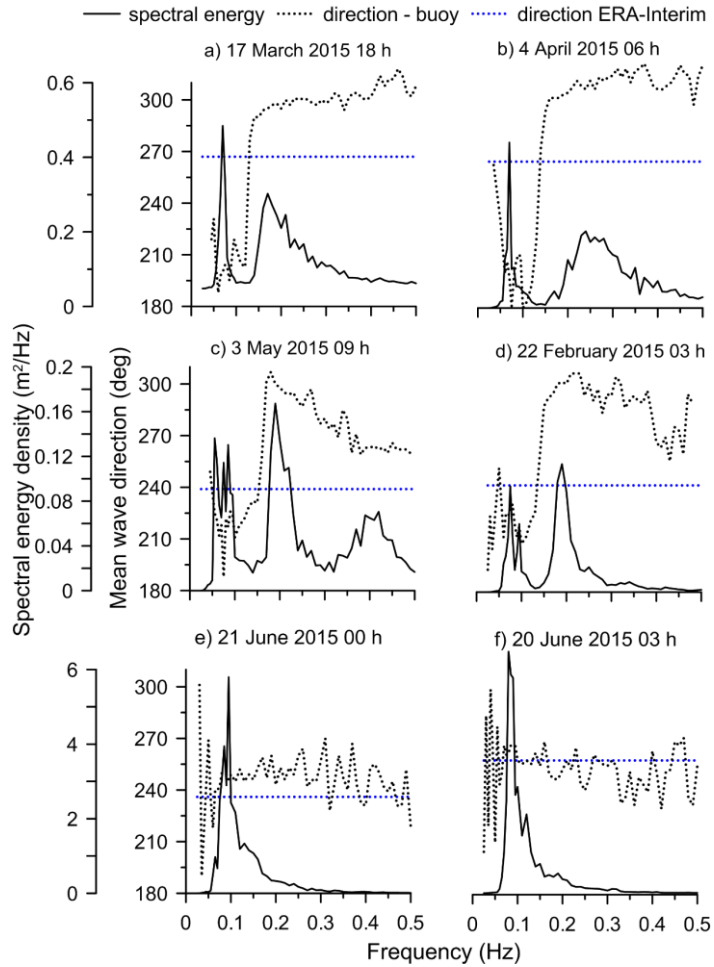 spectral energy direction - buoy direction ERA-Interim
a) 17 March 2015 18 h
b) 4 April 2015 06 h
0.6
0.4
0.2
0
300
270
240
210
180
c) 3 May 2015 09 h
d) 22 February 2015 03 h
0.2
0.16
0.12
0.08
0.04
0
300
270
240
210
180
Spectral energy density (m²/Hz)
Mean wave direction (deg)
e) 21 June 2015 00 h
f) 20 June 2015 03 h
6
4
2
0
300
270
240
210
180
0 0.1 0.2 0.3 0.4 0.5
0 0.1 0.2 0.3 0.4 0.5
Frequency (Hz)